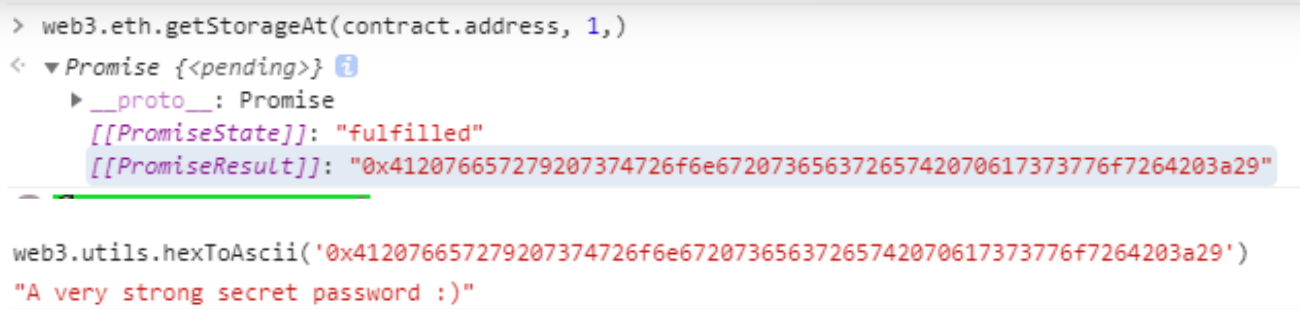 > web3.eth.getStorageAt(contract.address, 1,)
Promise {<pending>} i
__proto__: Promise
[[PromiseState]]: "fulfilled"
[[PromiseResult]]: "0x412076657279207374726f6e67207365637265742070617373776f7264203a29"
web3.utils.hexToAscii('0x412076657279207374726f6e67207365637265742070617373776f7264203a29')
"A very strong secret password :)"